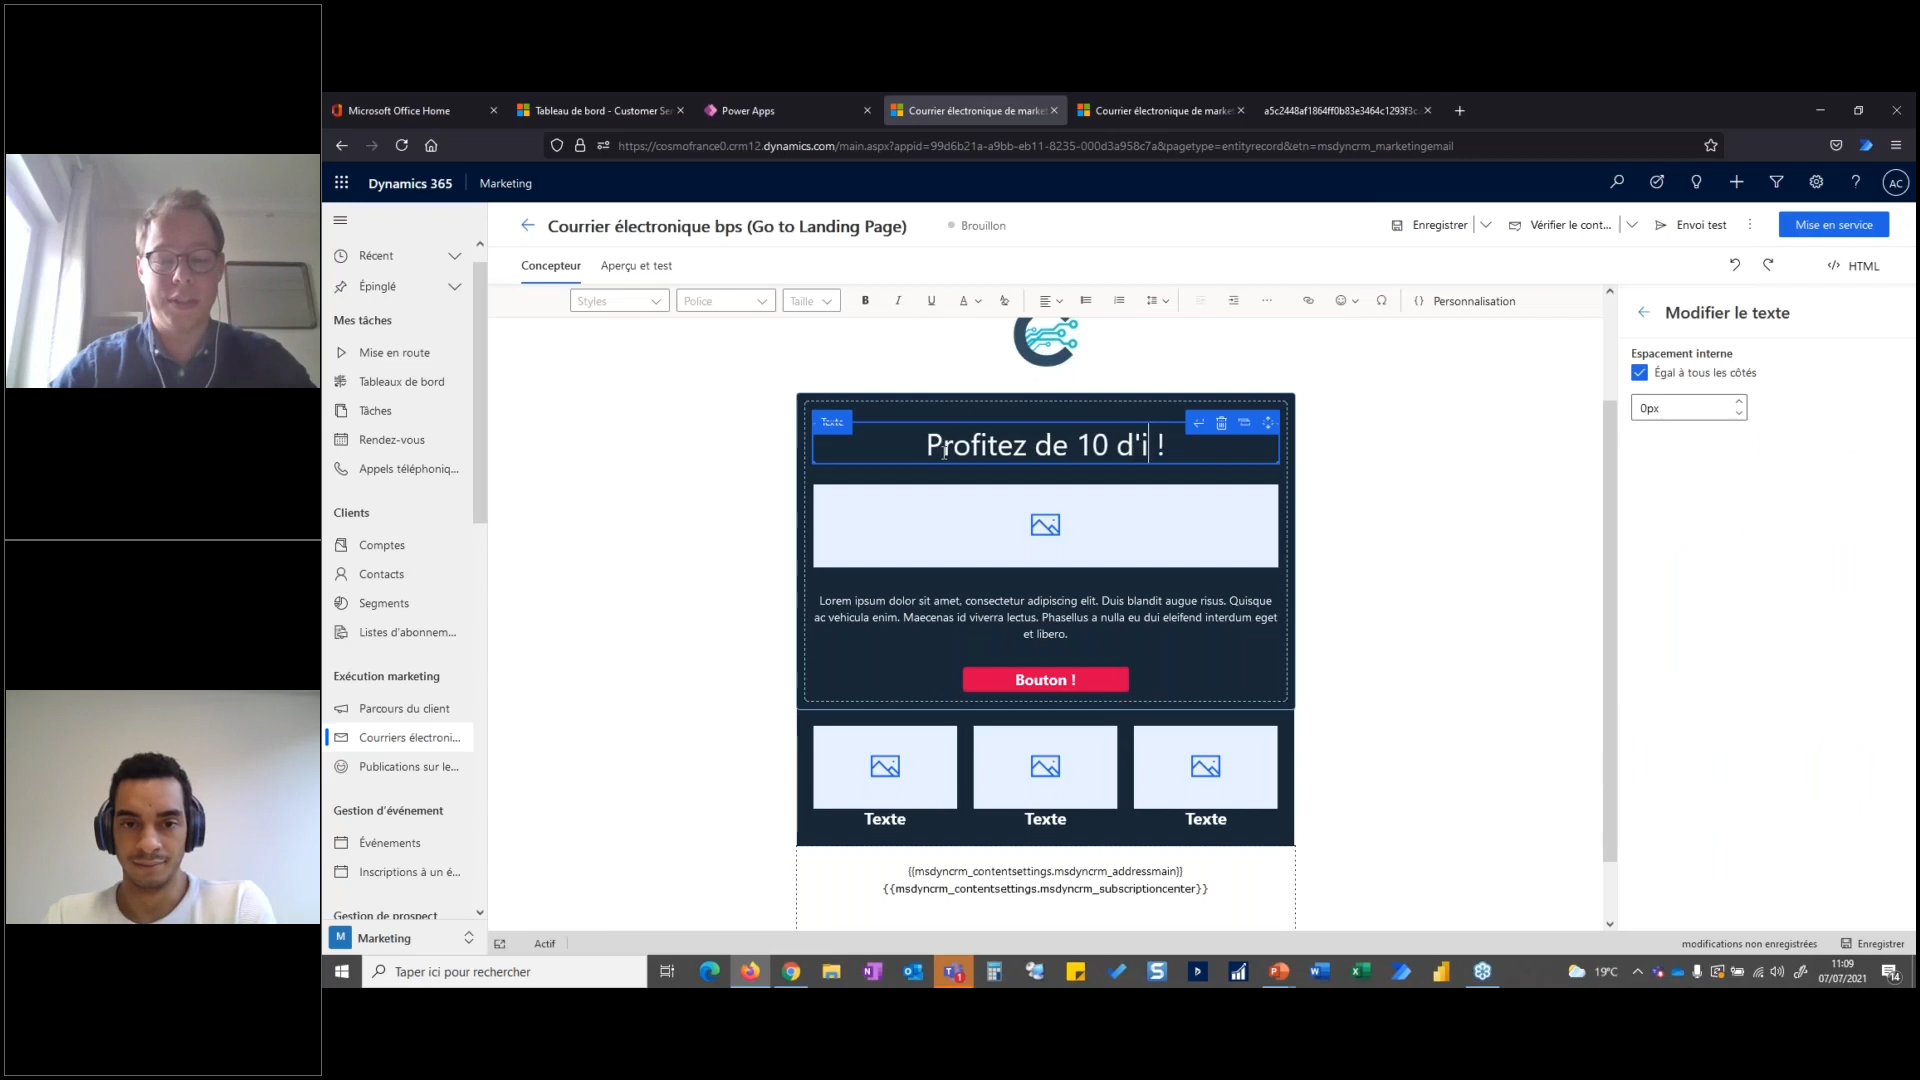 Microsoft Office Home
Tableau de bord - Customer Se
Power Apps
Courrier électronique de market
Courrier électronique de market
a5c2448af1864ff0b83e3464c1293f3c
https://cosmofrance0.crm12.dynamics.com/main.aspx?appid=99d6b21a-a9bb-eb11-8235-000d3a958c7a&pagetype=entityrecord&etn=msdyncrm_marketingemail
Dynamics 365
Marketing
AC
Courrier électronique bps (Go to Landing Page)
Brouillon
Enregistrer
Vérifier le cont...
Envoi test
Mise en service
Récent
Épinglé
Concepteur
Aperçu et test
HTML
Styles
Police
Taille
B
I
U
A
Personnalisation
Mes tâches
Mise en route
Tableaux de bord
Tâches
Rendez-vous
Appels téléphoniq...
Clients
Comptes
Contacts
Segments
Listes d'abonnem...
Exécution marketing
Parcours du client
Courriers électroni...
Publications sur le...
Gestion d'événement
Événements
Inscriptions à un é...
Gestion de prospect
M
Marketing
Texte
Profitez de 10 d'i !
Lorem ipsum dolor sit amet, consectetur adipiscing elit. Duis blandit augue risus. Quisque
ac vehicula enim. Maecenas id viverra lectus. Phasellus a nulla eu dui eleifend interdum eget
et libero.
Bouton !
Texte
Texte
Texte
{{msdyncrm_contentsettings.msdyncrm_addressmain}}
{{msdyncrm_contentsettings.msdyncrm_subscriptioncenter}}
Modifier le texte
Espacement interne
Égal à tous les côtés
0px
Actif
modifications non enregistrées
Enregistrer
Taper ici pour rechercher
19°C
11:09
07/07/2021
14